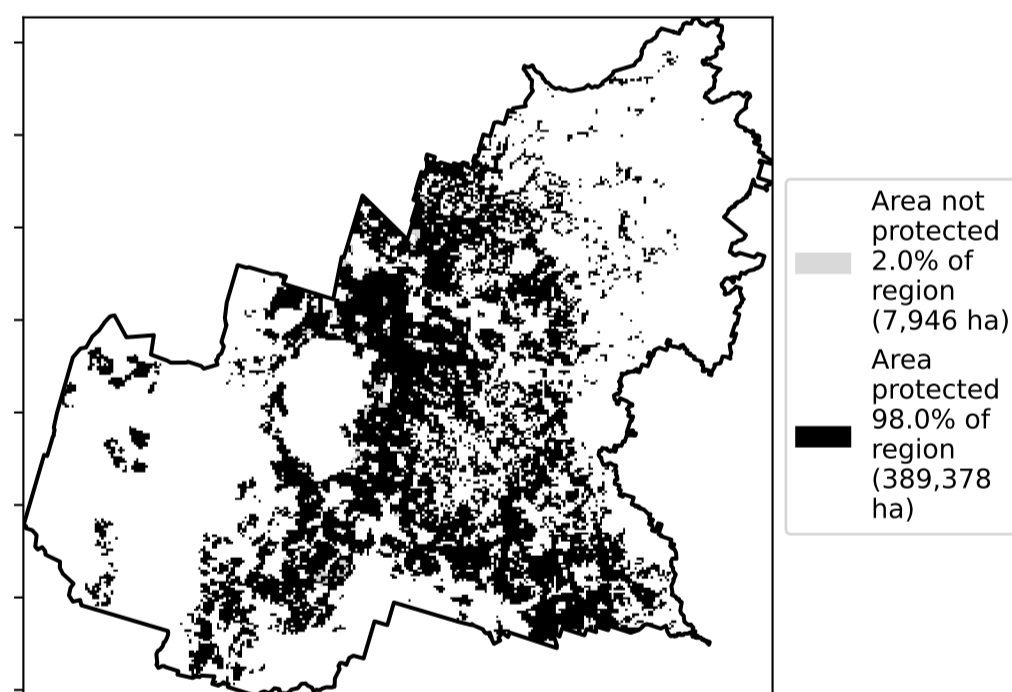 Area not
protected
2.0% of
region
(7,946 ha)
Area
protected
98.0% of
region
(389,378
ha)